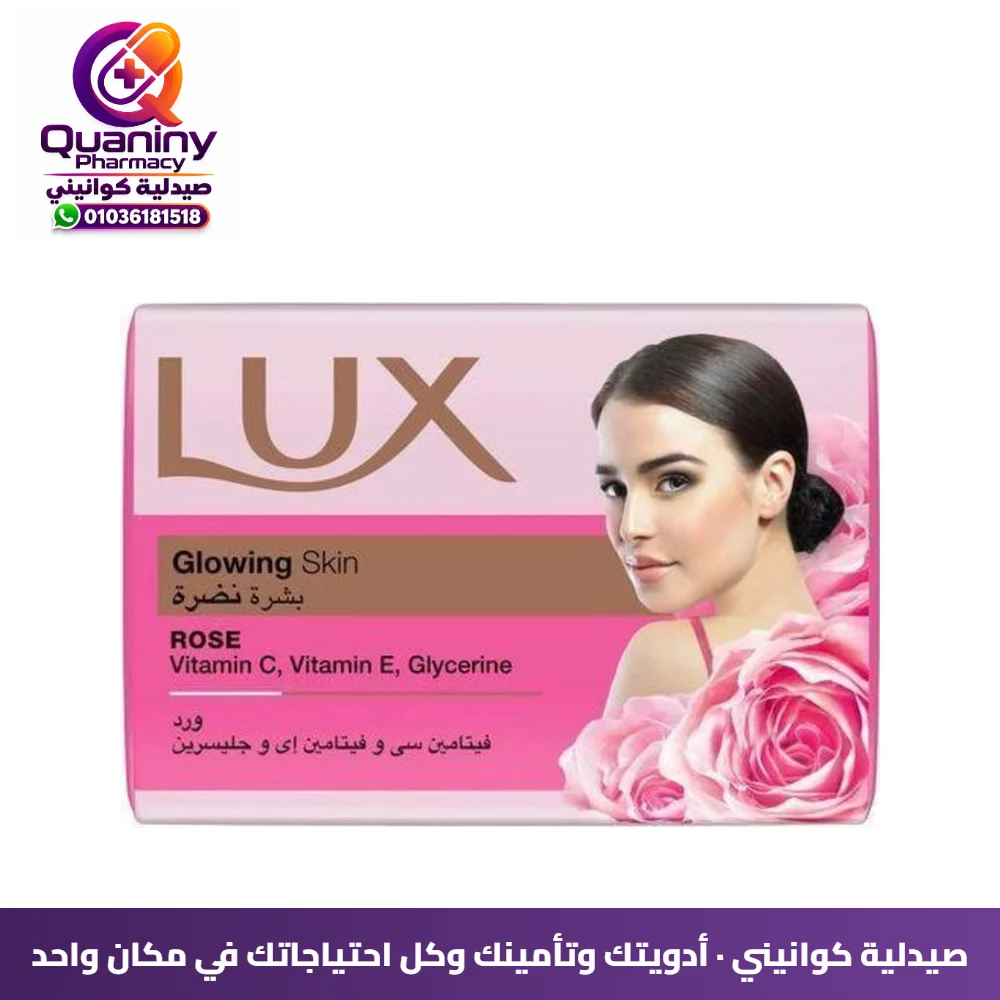 Quaniny
Pharmacy
صيدلية كوانيني
01036181518
LUX
Glowing Skin
بشرة نضرة
ROSE
Vitamin C, Vitamin E, Glycerine
ورد
فيتامين سى و فيتامين إى و جليسرين
صيدلية كوانيني · أدويتك وتأمينك وكل احتياجاتك في مكان واحد